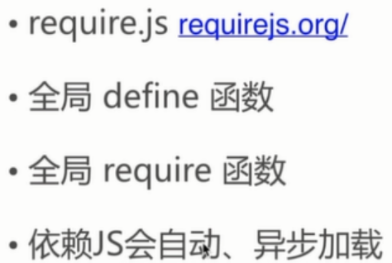 • require.js requirejs.org/
• 全局 define 函数
• 全局 require 函数
• 依赖JS会自动、异步加载